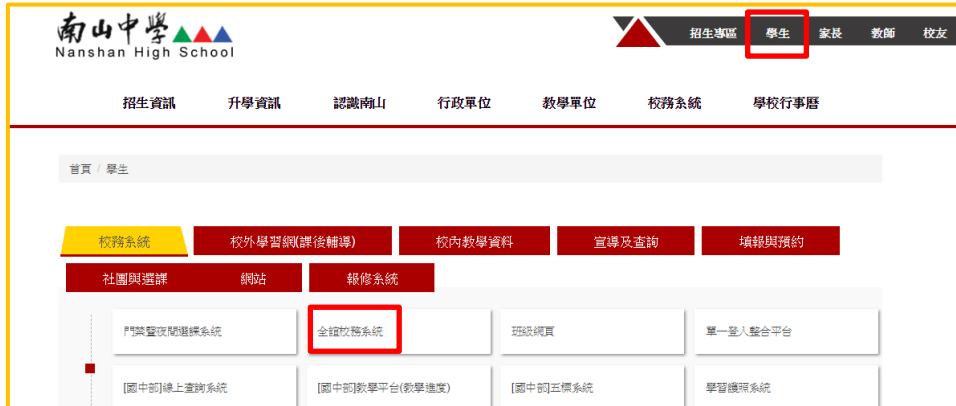 南山中學
Nanshan High School
招生專區 學生 家長 教師 校友
招生資訊 升學資訊 認識南山 行政單位 教學單位 校務系統 學校行事曆
首頁 / 學生
校務系統 校外學習網(課後輔導) 校內教學資料 宣導及查詢 填報與預約
社團與選課 網站 報修系統
門禁暨夜間選課系統 全誼校務系統 班級網頁 單一登入整合平台
[國中部]線上查詢系統 [國中部]教學平台(教學進度) [國中部]五標系統 學習護照系統